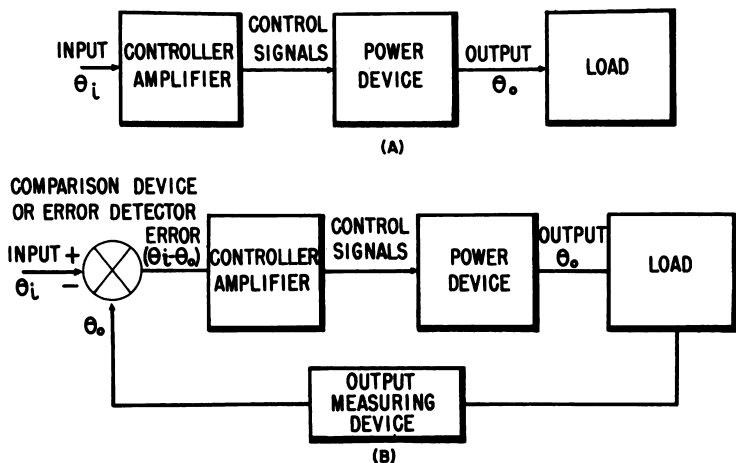 INPUT
θi
CONTROLLER
AMPLIFIER
CONTROL
SIGNALS
POWER
DEVICE
OUTPUT
θo
LOAD
(A)
COMPARISON DEVICE
OR ERROR DETECTOR
INPUT +
θi −
ERROR
(θi-θo)
θo
CONTROLLER
AMPLIFIER
CONTROL
SIGNALS
POWER
DEVICE
OUTPUT
θo
LOAD
OUTPUT
MEASURING
DEVICE
(B)